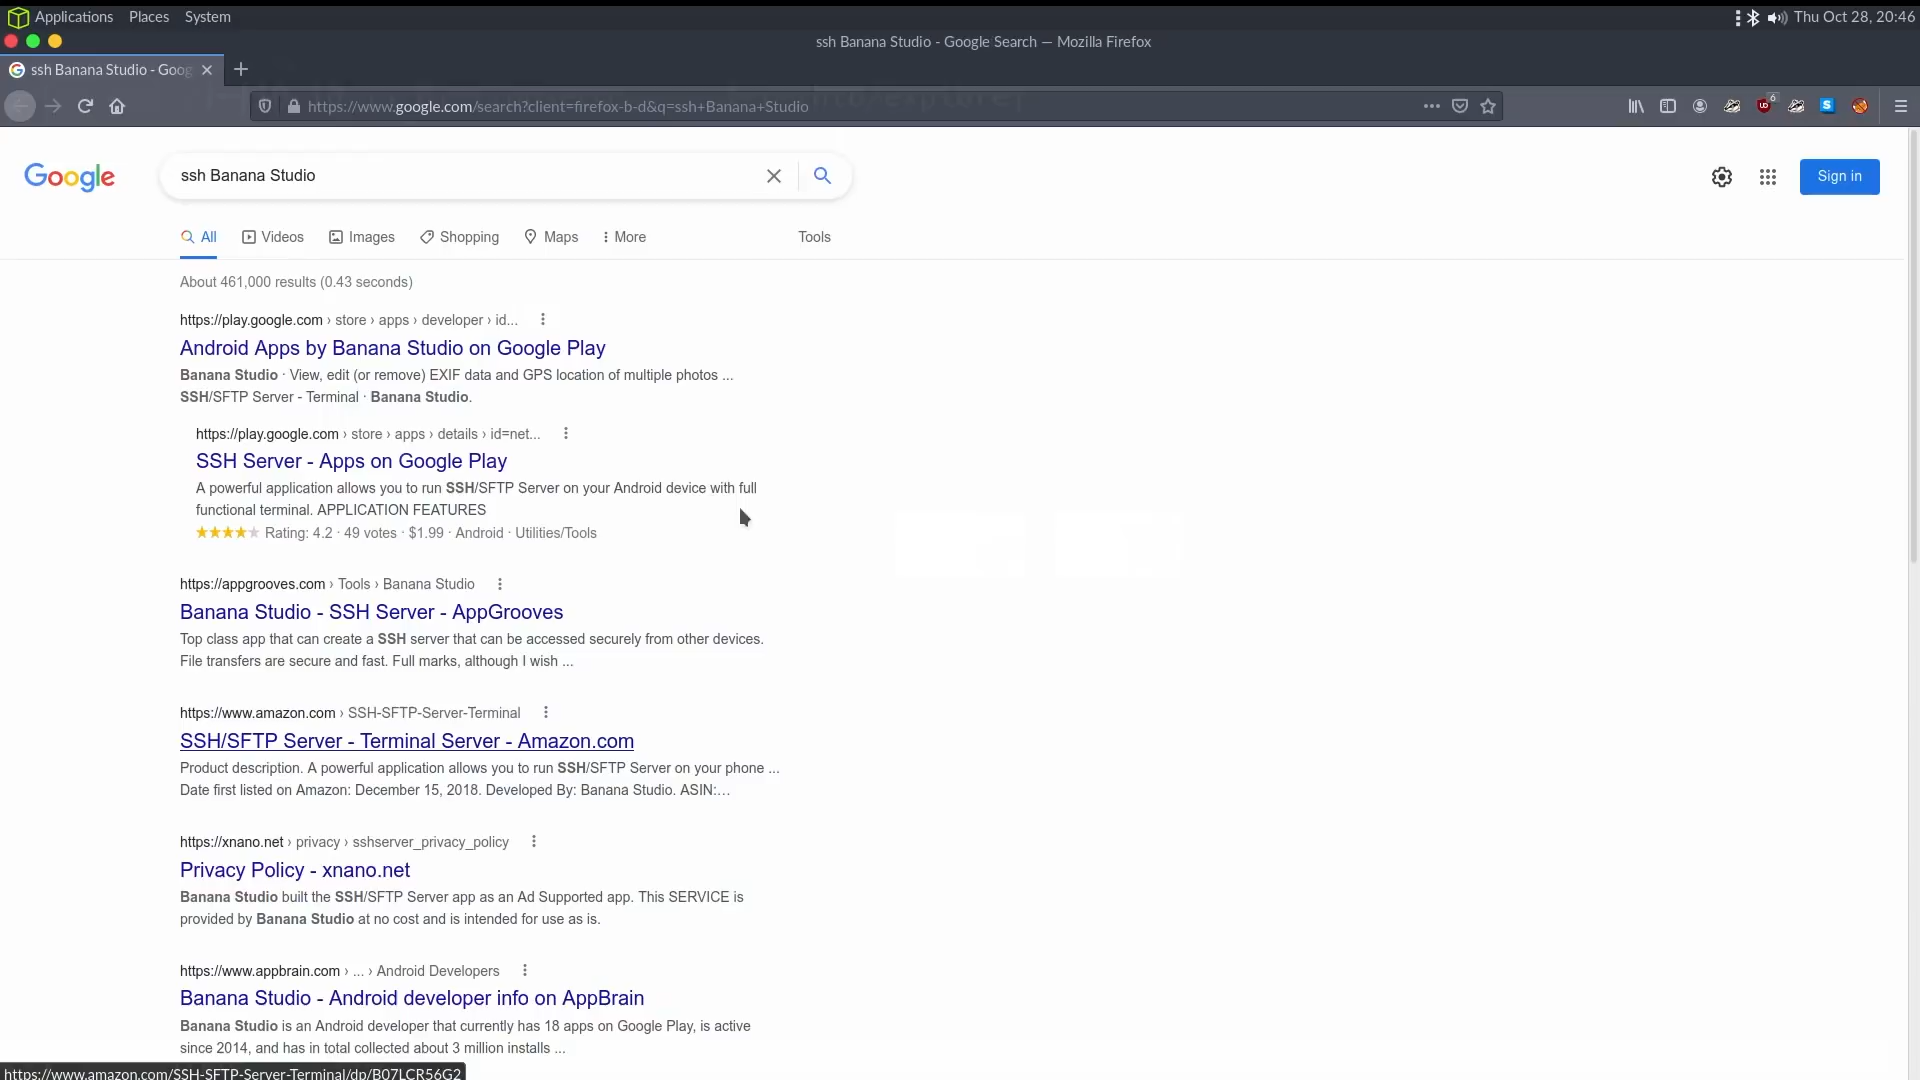 Applications Places System
Thu Oct 28, 20:46
ssh Banana Studio - Google Search — Mozilla Firefox
ssh Banana Studio - Goog
https://www.google.com/search?client=firefox-b-d&q=ssh+Banana+Studio
6
Google
ssh Banana Studio
Sign in
All Videos Images Shopping Maps More Tools
About 461,000 results (0.43 seconds)
https://play.google.com › store › apps › developer › id...
Android Apps by Banana Studio on Google Play
Banana Studio · View, edit (or remove) EXIF data and GPS location of multiple photos ...
SSH/SFTP Server - Terminal · Banana Studio.
https://play.google.com › store › apps › details › id=net...
SSH Server - Apps on Google Play
A powerful application allows you to run SSH/SFTP Server on your Android device with full
functional terminal. APPLICATION FEATURES
Rating: 4.2 · 49 votes · $1.99 · Android · Utilities/Tools
https://appgrooves.com › Tools › Banana Studio
Banana Studio - SSH Server - AppGrooves
Top class app that can create a SSH server that can be accessed securely from other devices.
File transfers are secure and fast. Full marks, although I wish ...
https://www.amazon.com › SSH-SFTP-Server-Terminal
SSH/SFTP Server - Terminal Server - Amazon.com
Product description. A powerful application allows you to run SSH/SFTP Server on your phone ...
Date first listed on Amazon: December 15, 2018. Developed By: Banana Studio. ASIN:...
https://xnano.net › privacy › sshserver_privacy_policy
Privacy Policy - xnano.net
Banana Studio built the SSH/SFTP Server app as an Ad Supported app. This SERVICE is
provided by Banana Studio at no cost and is intended for use as is.
https://www.appbrain.com › ... › Android Developers
Banana Studio - Android developer info on AppBrain
Banana Studio is an Android developer that currently has 18 apps on Google Play, is active
since 2014, and has in total collected about 3 million installs ...
https://www.amazon.com/SSH-SFTP-Server-Terminal/dp/B07LCR56G2